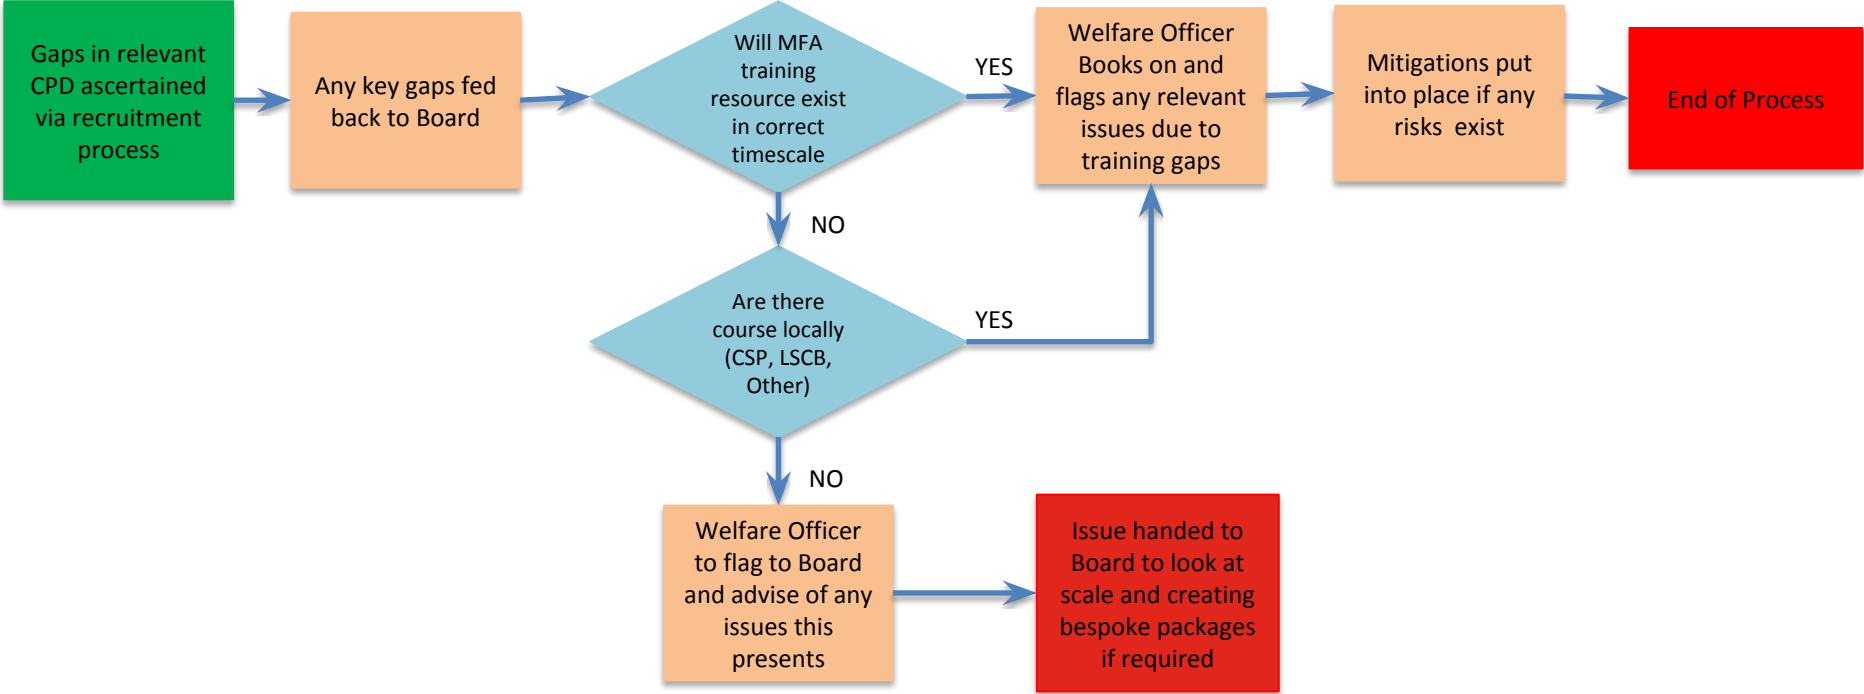 Gaps in relevant
CPD ascertained
via recruitment
process
Any key gaps fed
back to Board
Will MFA
training
resource exist
in correct
timescale
YES
Welfare Officer
Books on and
flags any relevant
issues due to
training gaps
Mitigations put
into place if any
risks exist
End of Process
NO
Are there
course locally
(CSP, LSCB,
Other)
YES
NO
Welfare Officer
to flag to Board
and advise of any
issues this
presents
Issue handed to
Board to look at
scale and creating
bespoke packages
if required